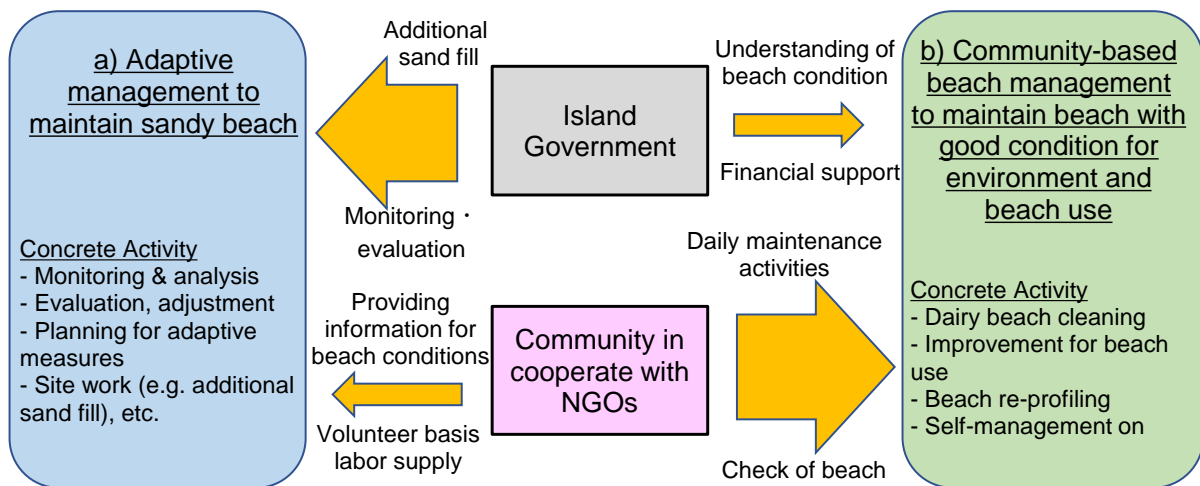 a) Adaptive
management to
maintain sandy beach
Concrete Activity
- Monitoring & analysis
- Evaluation, adjustment
- Planning for adaptive
measures
- Site work (e.g. additional
sand fill), etc.
Additional
sand fill
Monitoring・
evaluation
Providing
information for
beach conditions
Volunteer basis
labor supply
Island
Government
Community in
cooperate with
NGOs
Understanding of
beach condition
Financial support
Daily maintenance
activities
Check of beach
b) Community-based
beach management
to maintain beach with
good condition for
environment and
beach use
Concrete Activity
- Dairy beach cleaning
- Improvement for beach
use
- Beach re-profiling
- Self-management on